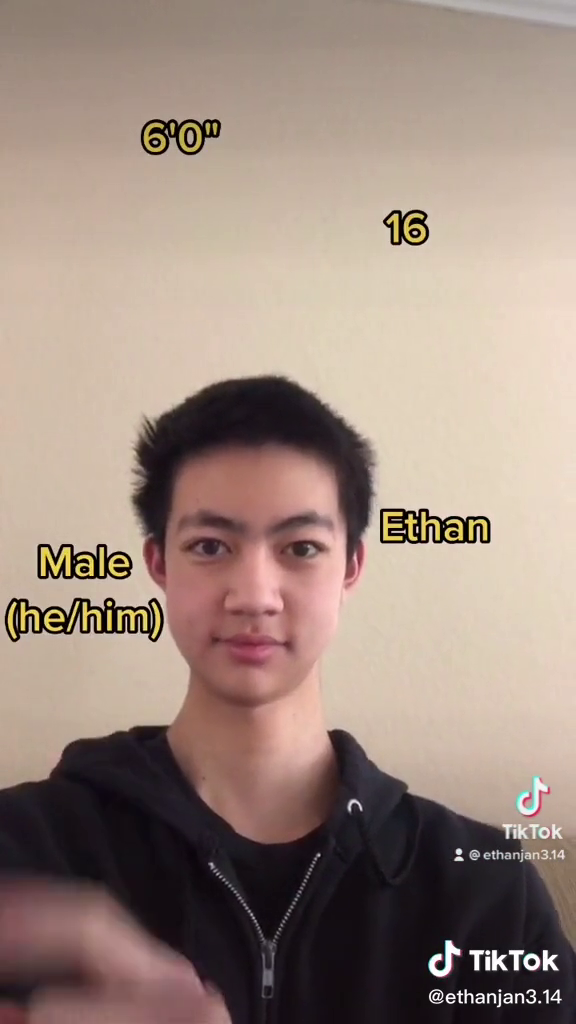 6'0"
16
Ethan
Male
(he/him)
TikTok
@ethanjan3.14
TikTok
@ethanjan3.14